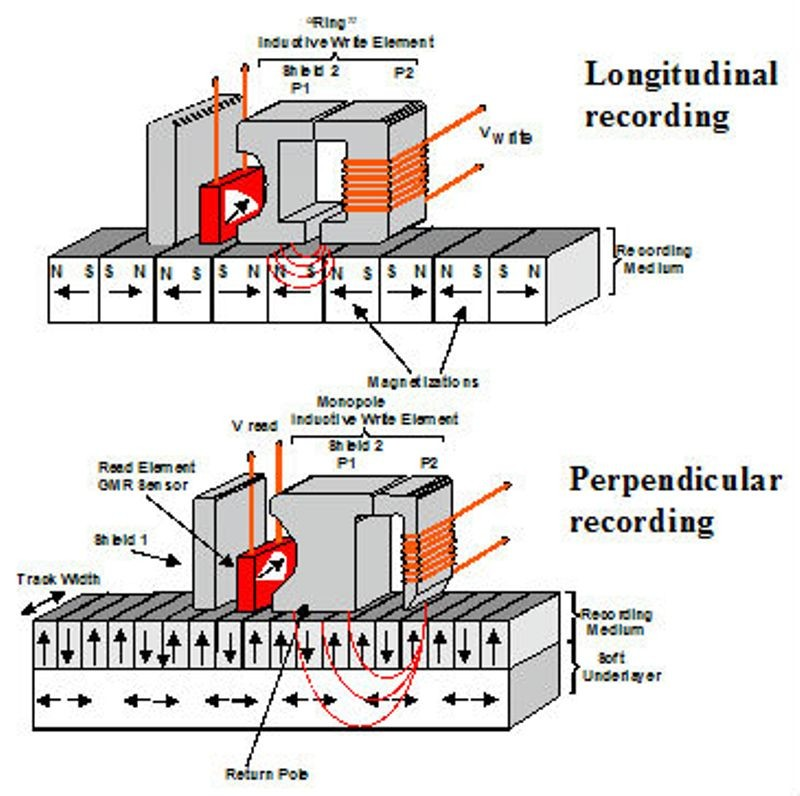 "Ring"
Inductive Write Element
Shield 2
P1
P2
Longitudinal
recording
V write
Recording
Medium
N S S N N S S N N S N S S N N S S N
Magnetizations
Monopole
Inductive Write Element
V read
Shield 2
P1
P2
Read Element
GMR Sensor
Perpendicular
recording
Shield 1
Track Width
Recording
Medium
Soft
Underlayer
Return Pole